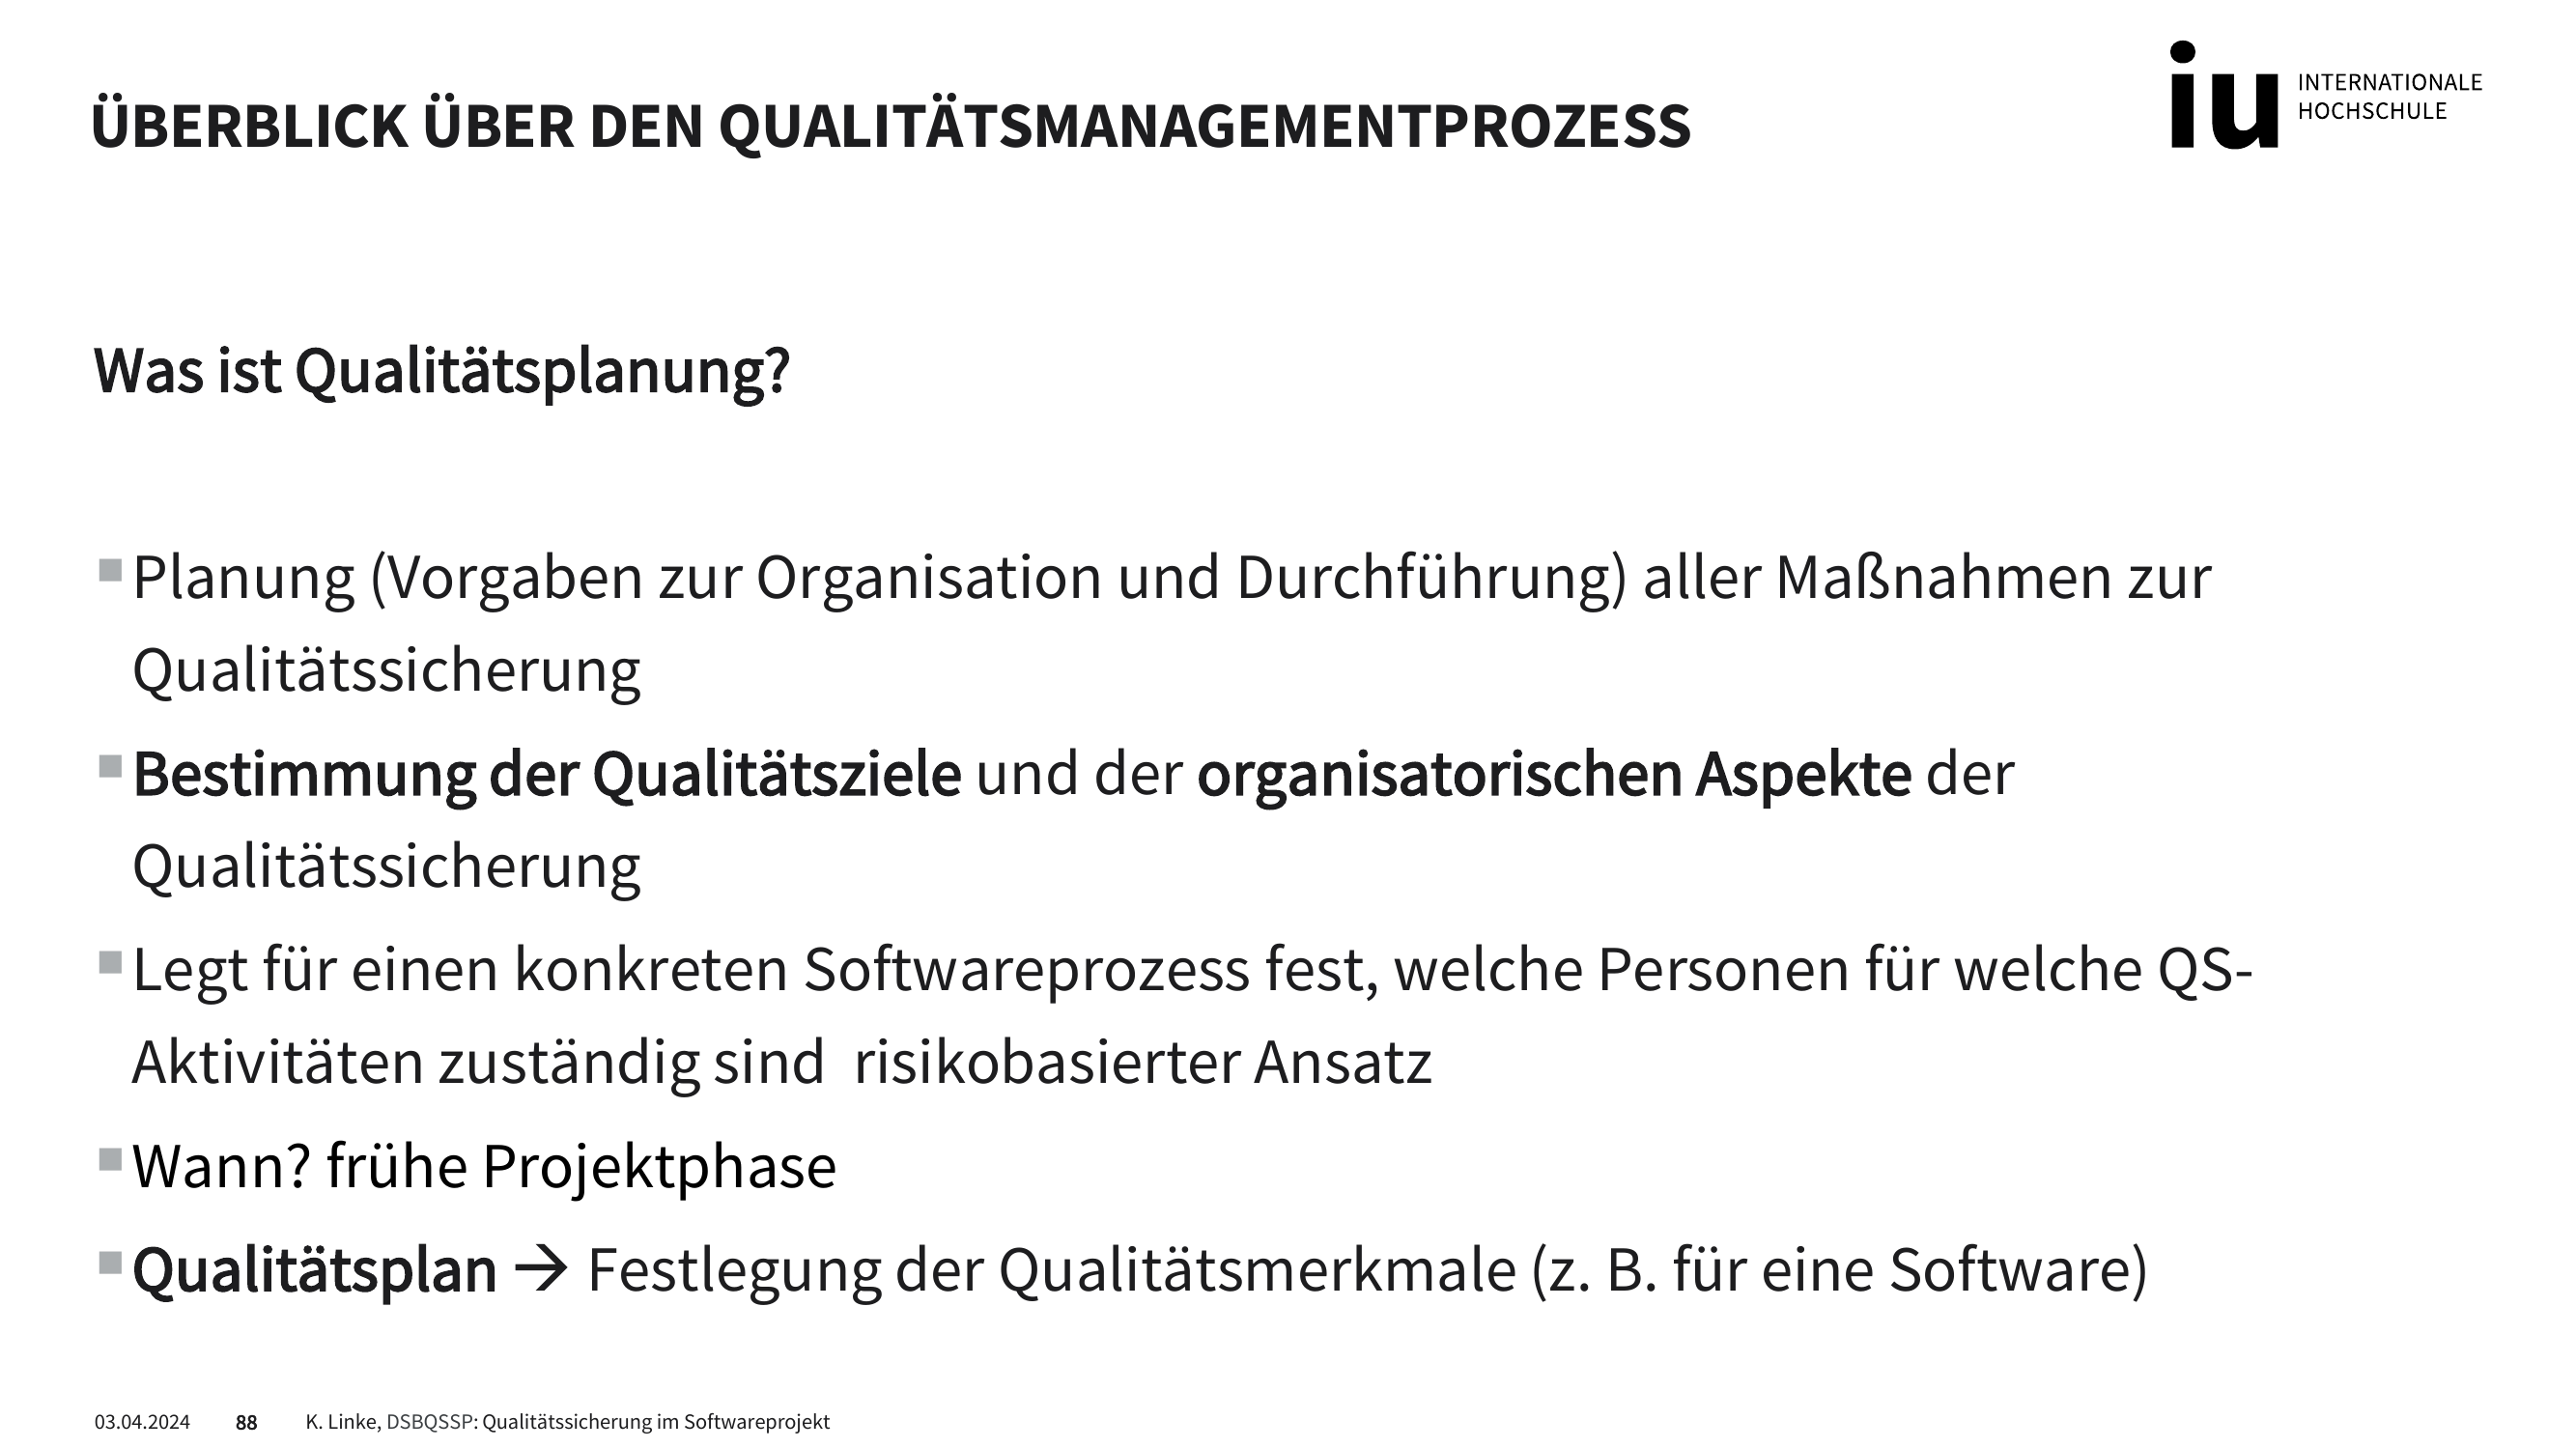 ÜBERBLICK ÜBER DEN QUALITÄTSMANAGEMENTPROZESS
iu INTERNATIONALE
HOCHSCHULE
Was ist Qualitätsplanung?
Planung (Vorgaben zur Organisation und Durchführung) aller Maßnahmen zur
Qualitätssicherung
Bestimmung der Qualitätsziele und der organisatorischen Aspekte der
Qualitätssicherung
Legt für einen konkreten Softwareprozess fest, welche Personen für welche QS-
Aktivitäten zuständig sind  risikobasierter Ansatz
Wann? frühe Projektphase
Qualitätsplan → Festlegung der Qualitätsmerkmale (z. B. für eine Software)
03.04.2024 88 K. Linke, DSBQSSP: Qualitätssicherung im Softwareprojekt